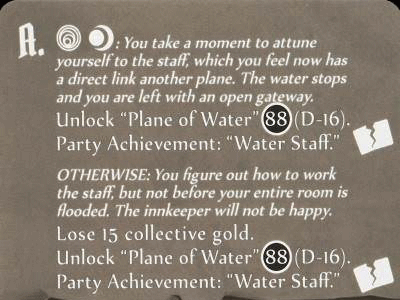 A. : You take a moment to attune
yourself to the staff, which you feel now has
a direct link another plane. The water stops
and you are left with an open gateway.
Unlock “Plane of Water” 88 (D-16).
Party Achievement: “Water Staff.”
OTHERWISE: You figure out how to work
the staff, but not before your entire room is
flooded. The innkeeper will not be happy.
Lose 15 collective gold.
Unlock “Plane of Water” 88 (D-16).
Party Achievement: “Water Staff.”